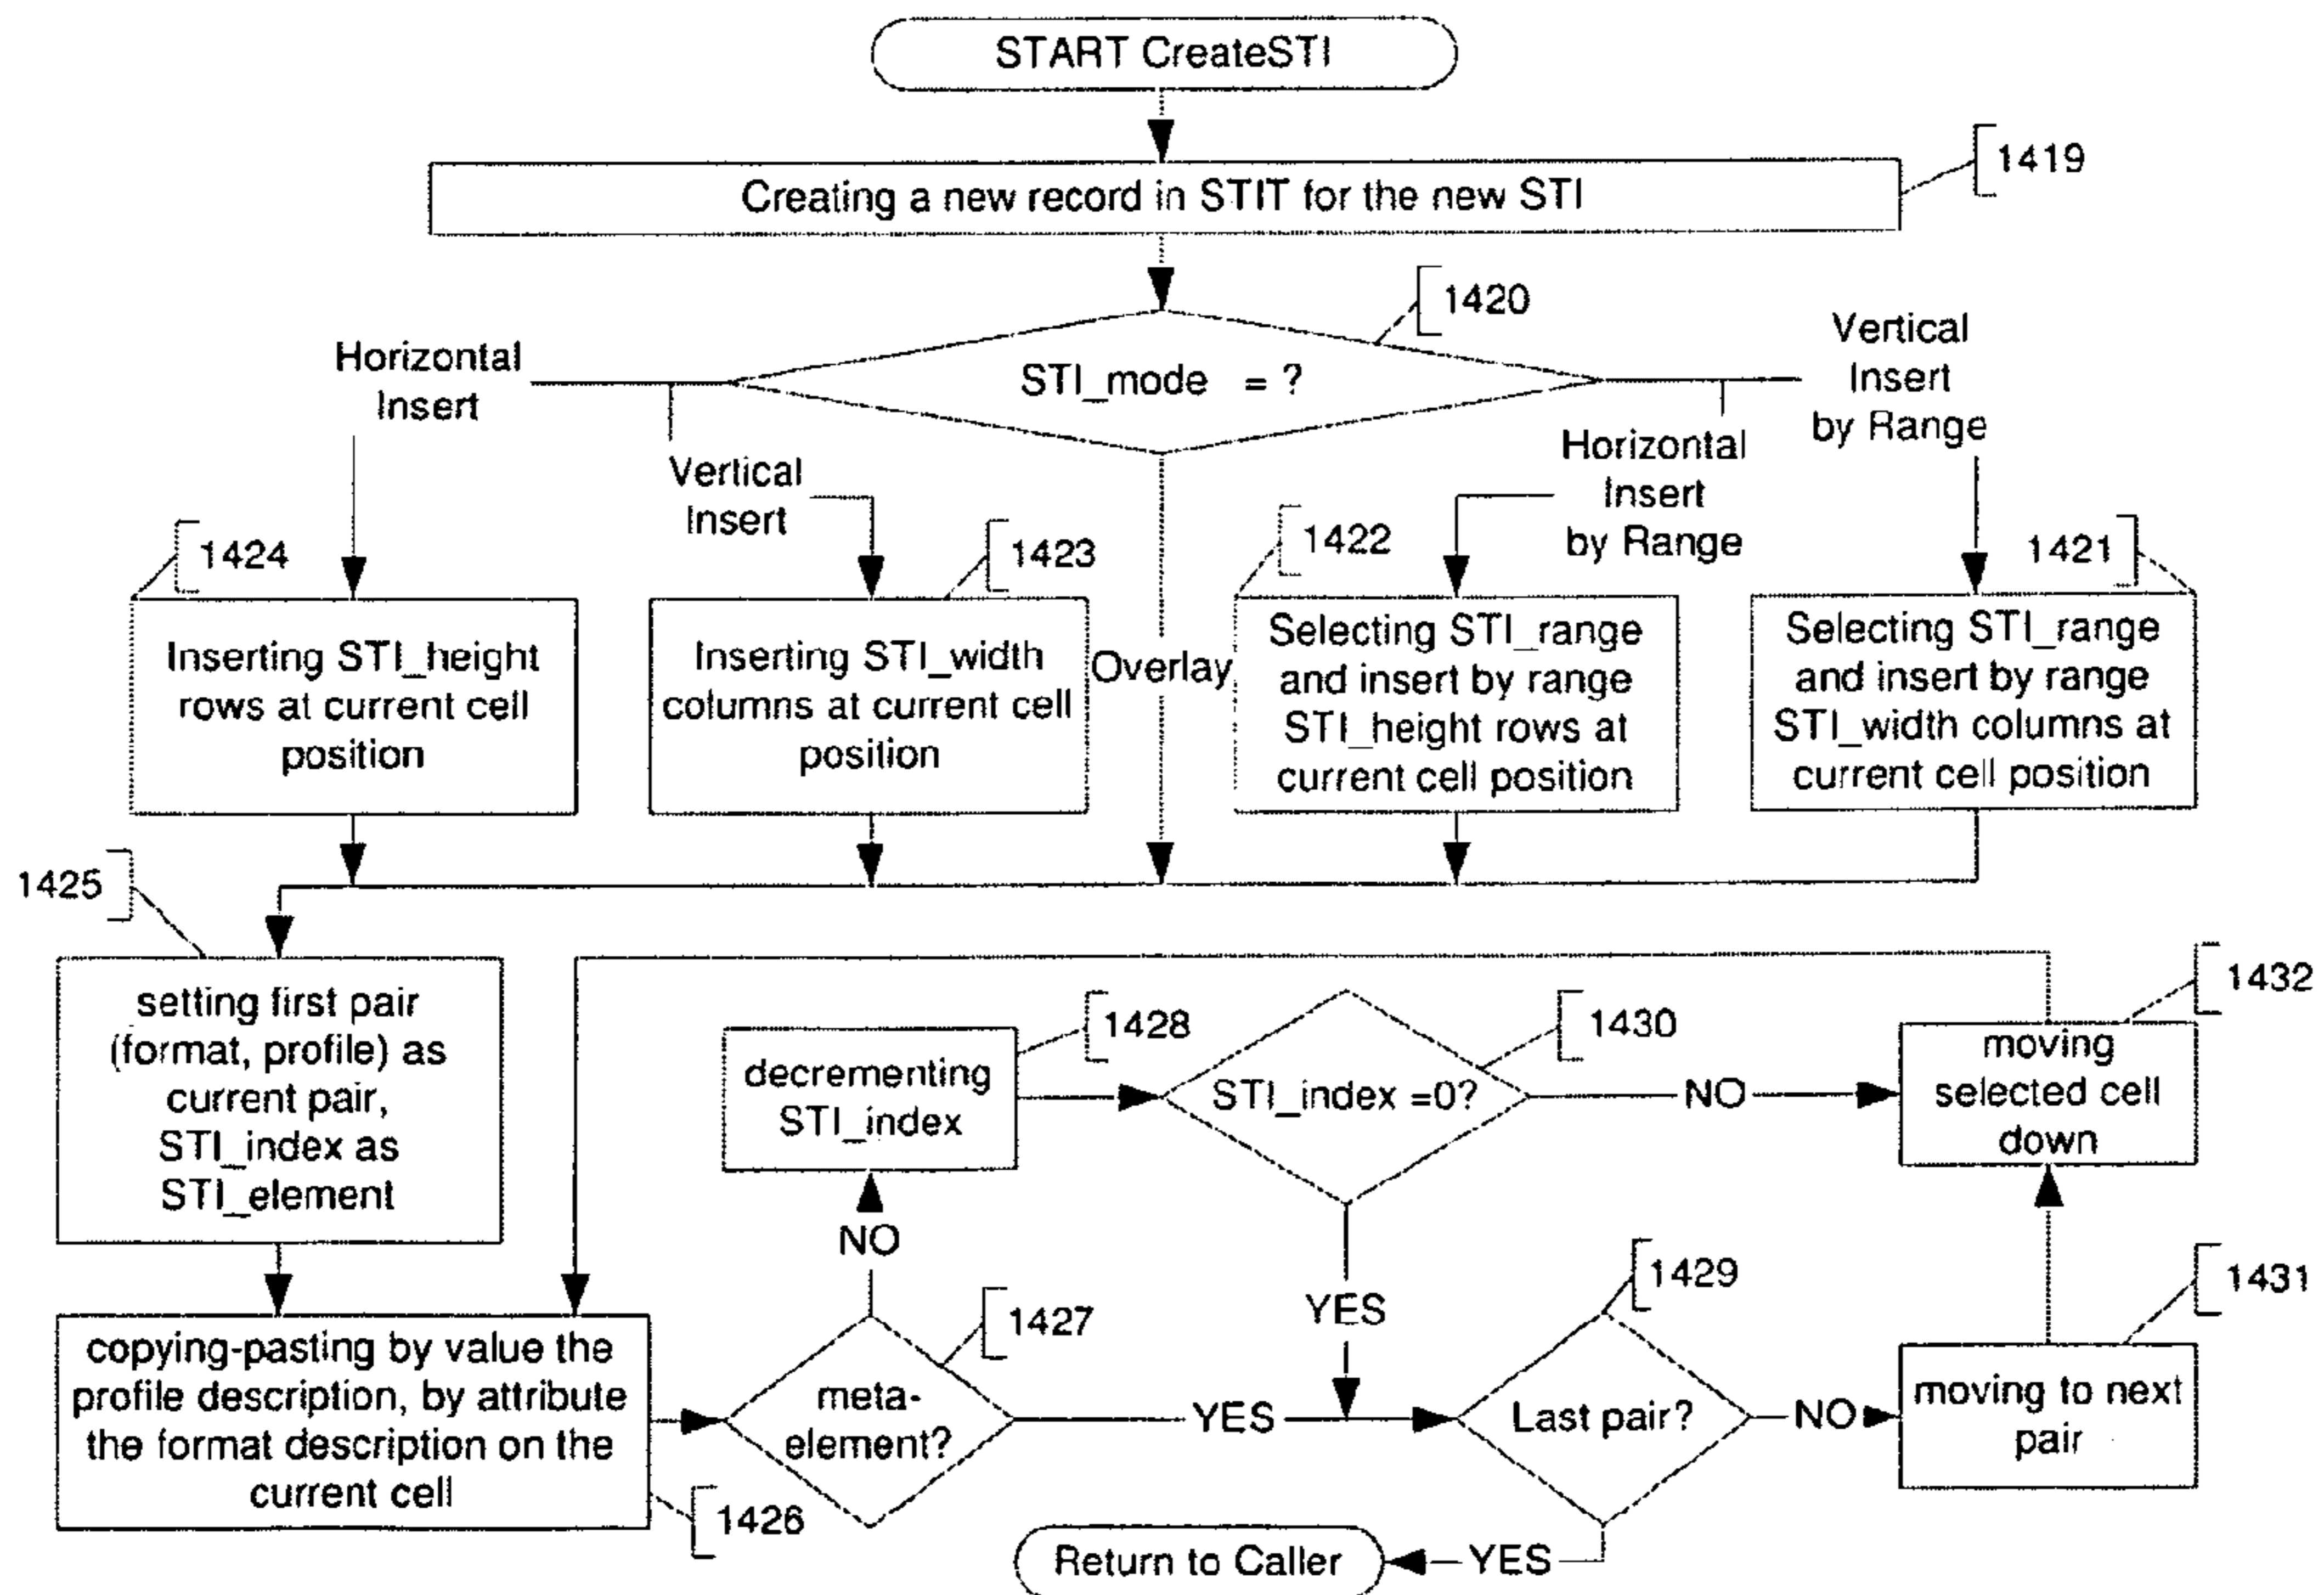 START CreateSTI
1419
Creating a new record in STIT for the new STI
1420
STI_mode = ?
Horizontal
Insert
Vertical
Insert
Overlay
Horizontal
Insert
by Range
Vertical
Insert
by Range
1424
Inserting STI_height
rows at current cell
position
1423
Inserting STI_width
columns at current cell
position
1422
Selecting STI_range
and insert by range
STI_height rows at
current cell position
1421
Selecting STI_range
and insert by range
STI_width columns at
current cell position
1425
setting first pair
(format, profile) as
current pair,
STI_index as
STI_element
1428
decrementing
STI_index
1430
STI_index =0?
NO
1432
moving
selected cell
down
NO
YES
1426
copying-pasting by value the
profile description, by attribute
the format description on the
current cell
1427
meta-
element?
YES
1429
Last pair?
NO
1431
moving to next
pair
YES
Return to Caller